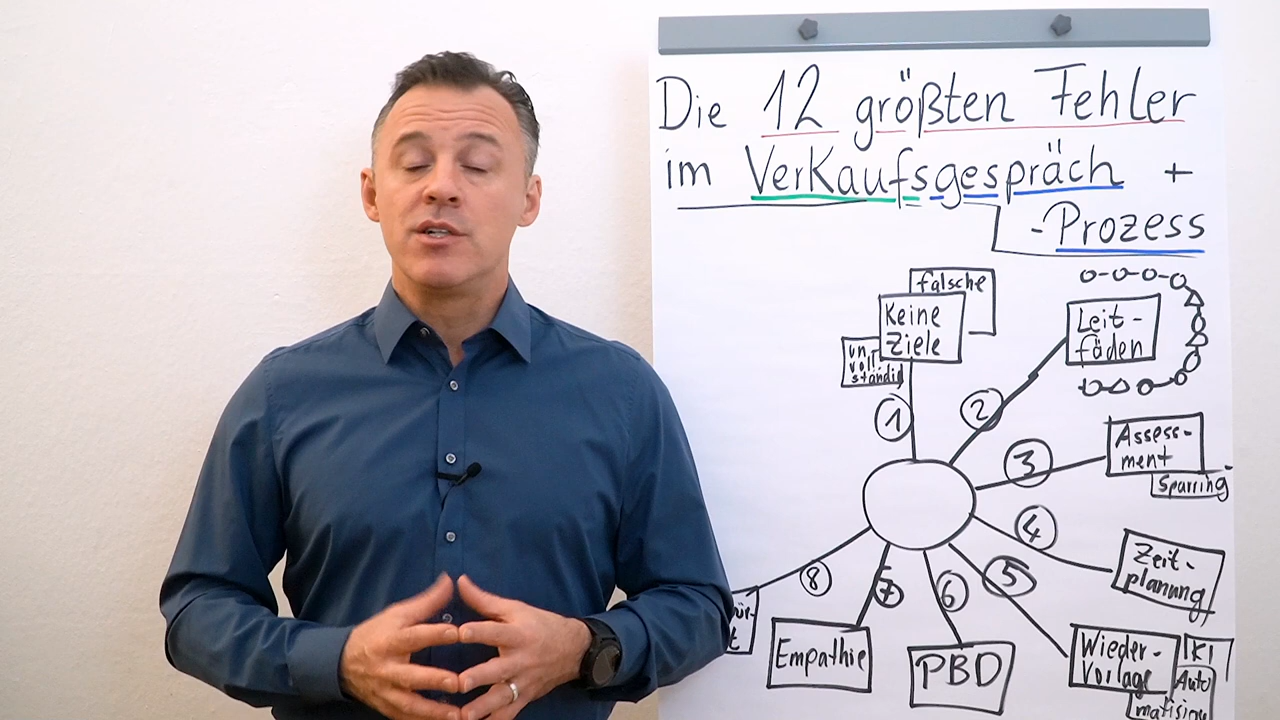 Die 12 größten Fehler
im Verkaufsgespräch +
- Prozess
falsche
Keine
Ziele
un
voll
ständig
Leit-
fäden
1
2
3
Assess-
ment
Sparring
4
Zeit-
planung
5
Wieder-
Vorlage
KI
Auto
matisier
6
PBD
7
Empathie
8